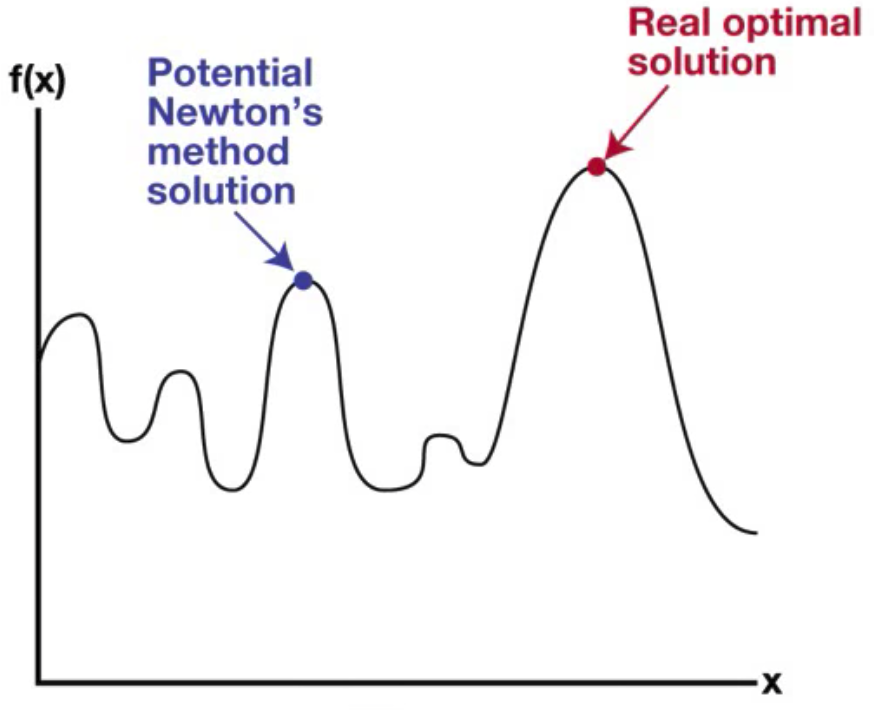 Real optimal
solution
Potential
Newton’s
method
solution
f(x)
x